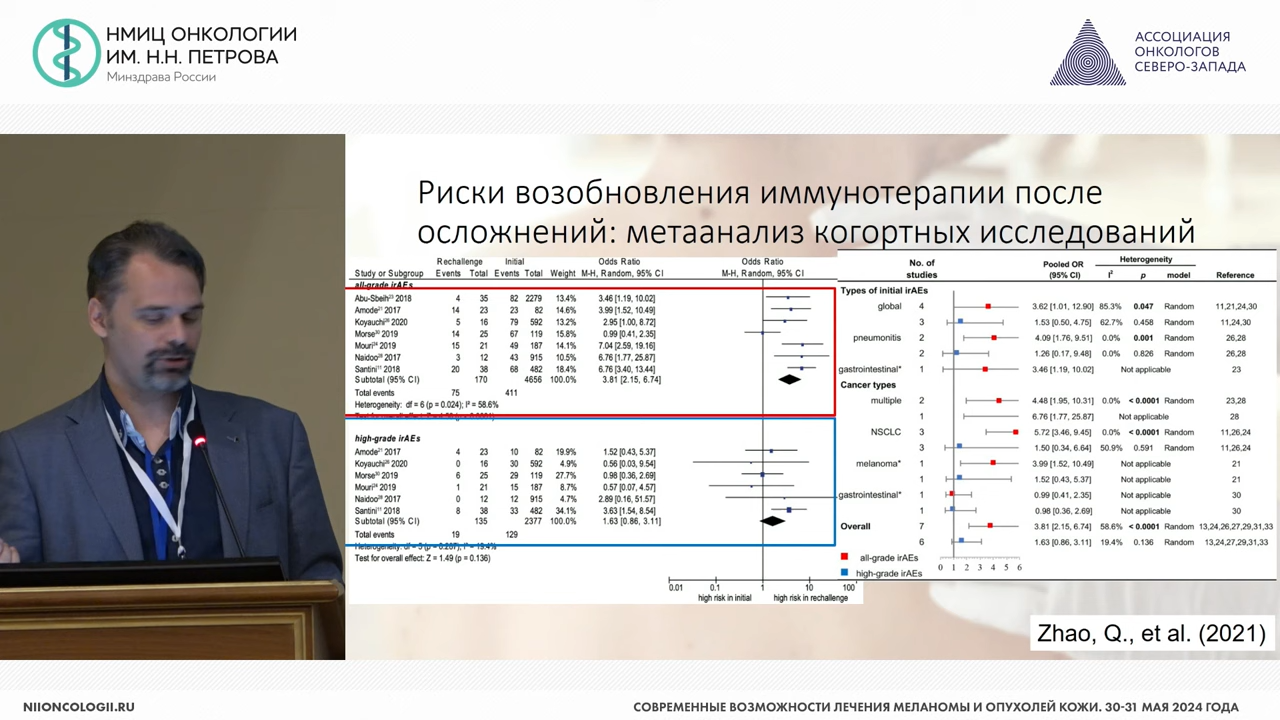 НМИЦ ОНКОЛОГИИ
ИМ. Н.Н. ПЕТРОВА
Минздрава России
АССОЦИАЦИЯ
ОНКОЛОГОВ
СЕВЕРО-ЗАПАДА
Риски возобновления иммунотерапии после
осложнений: метаанализ когортных исследований
Rechallenge Initial Odds Ratio Odds Ratio
Study or Subgroup Events Total Events Total Weight M-H, Random, 95% CI M-H, Random, 95% CI
all-grade irAEs
Abu-Sbeih²³ 2018 4 35 82 2279 13.4% 3.46 [1.19, 10.02]
Amode²¹ 2017 14 23 23 82 14.6% 3.99 [1.52, 10.49]
Koyauchi²⁶ 2020 5 16 79 592 13.2% 2.95 [1.00, 8.72]
Morse³⁰ 2019 14 25 67 119 15.5% 0.99 [0.41, 2.35]
Mouri²⁴ 2019 15 21 49 187 14.3% 7.04 [2.59, 19.16]
Naidoo²⁸ 2017 3 12 43 915 10.5% 6.76 [1.77, 25.87]
Santini¹¹ 2018 20 38 68 482 18.4% 6.76 [3.40, 13.44]
Subtotal (95% CI) 170 4656 100.0% 3.81 [2.15, 6.74]
Total events 75 411
Heterogeneity: df = 6 (p = 0.024); I² = 58.6%
high-grade irAEs
Amode²¹ 2017 4 23 10 82 19.9% 1.52 [0.43, 5.37]
Koyauchi²⁶ 2020 0 16 30 592 4.9% 0.56 [0.03, 9.54]
Morse³⁰ 2019 6 25 29 119 27.5% 0.98 [0.36, 2.69]
Mouri²⁴ 2019 1 21 15 187 8.9% 0.57 [0.07, 4.57]
Naidoo²⁸ 2017 0 12 12 915 4.7% 2.89 [0.16, 51.57]
Santini¹¹ 2018 8 38 33 482 34.1% 3.63 [1.54, 8.54]
Subtotal (95% CI) 135 2377 100.0% 1.63 [0.86, 3.11]
Total events 19 129
Heterogeneity: df = 5 (p = 0.287); I² = 19.4%
Test for overall effect: Z = 1.49 (p = 0.136)
0.01 0.1 1 10 100
high risk in initial high risk in rechallenge
No. of studies Pooled OR (95% CI) Heterogeneity I² p model Reference
Types of initial irAEs
global 4 3.62 [1.01, 12.90] 85.3% 0.047 Random 11,21,24,30
3 1.53 [0.50, 4.75] 62.7% 0.458 Random 11,24,30
pneumonitis 2 4.09 [1.76, 9.51] 0.0% 0.001 Random 26,28
2 1.26 [0.17, 9.48] 0.0% 0.826 Random 26,28
gastrointestinal* 1 3.46 [1.19, 10.02] Not applicable 23
Cancer types
multiple 2 4.48 [1.95, 10.31] 0.0% < 0.0001 Random 23,28
1 6.76 [1.77, 25.87] Not applicable 28
NSCLC 3 5.72 [3.46, 9.45] 0.0% < 0.0001 Random 11,26,24
3 1.50 [0.34, 6.64] 50.9% 0.591 Random 11,26,24
melanoma* 1 3.99 [1.52, 10.49] Not applicable 21
1 1.52 [0.43, 5.37] Not applicable 21
gastrointestinal* 1 0.99 [0.41, 2.35] Not applicable 30
1 0.98 [0.36, 2.69] Not applicable 30
Overall 7 3.81 [2.15, 6.74] 58.6% < 0.0001 Random 13,24,26,27,29,31,33
6 1.63 [0.86, 3.11] 19.4% 0.136 Random 13,24,27,29,31,33
all-grade irAEs
high-grade irAEs
0 1 2 3 4 5 6
Zhao, Q., et al. (2021)
NIIONCOLOGII.RU
СОВРЕМЕННЫЕ ВОЗМОЖНОСТИ ЛЕЧЕНИЯ МЕЛАНОМЫ И ОПУХОЛЕЙ КОЖИ. 30-31 МАЯ 2024 ГОДА